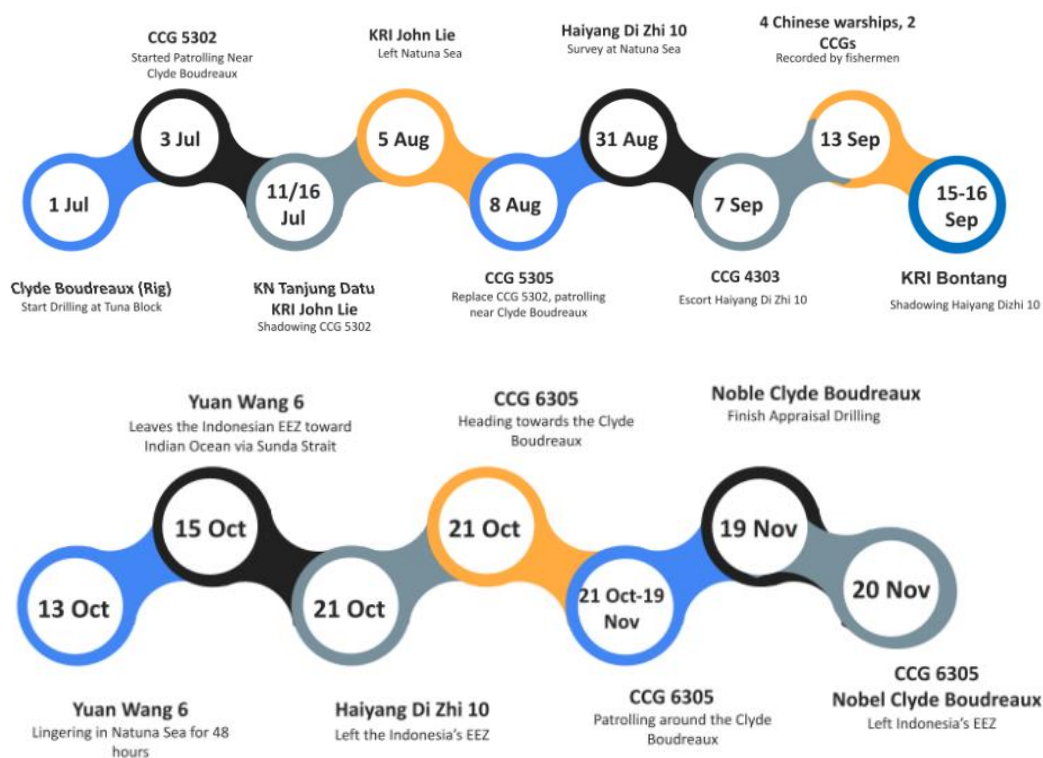 CCG 5302
Started Patrolling Near
Clyde Boudreaux
KRI John Lie
Left Natuna Sea
Haiyang Di Zhi 10
Survey at Natuna Sea
4 Chinese warships, 2
CCGs
Recorded by fishermen
1 Jul
3 Jul
11/16
Jul
5 Aug
8 Aug
31 Aug
7 Sep
13 Sep
15-16
Sep
Clyde Boudreaux (Rig)
Start Drilling at Tuna Block
KN Tanjung Datu
KRI John Lie
Shadowing CCG 5302
CCG 5305
Replace CCG 5302, patrolling
near Clyde Boudreaux
CCG 4303
Escort Haiyang Di Zhi 10
KRI Bontang
Shadowing Haiyang Dizhi 10
Yuan Wang 6
Leaves the Indonesian EEZ toward
Indian Ocean via Sunda Strait
CCG 6305
Heading towards the Clyde
Boudreaux
Noble Clyde Boudreaux
Finish Appraisal Drilling
13 Oct
15 Oct
21 Oct
21 Oct
21 Oct-19
Nov
19 Nov
20 Nov
Yuan Wang 6
Lingering in Natuna Sea for 48
hours
Haiyang Di Zhi 10
Left the Indonesia's EEZ
CCG 6305
Patrolling around the Clyde
Boudreaux
CCG 6305
Nobel Clyde Boudreaux
Left Indonesia's EEZ